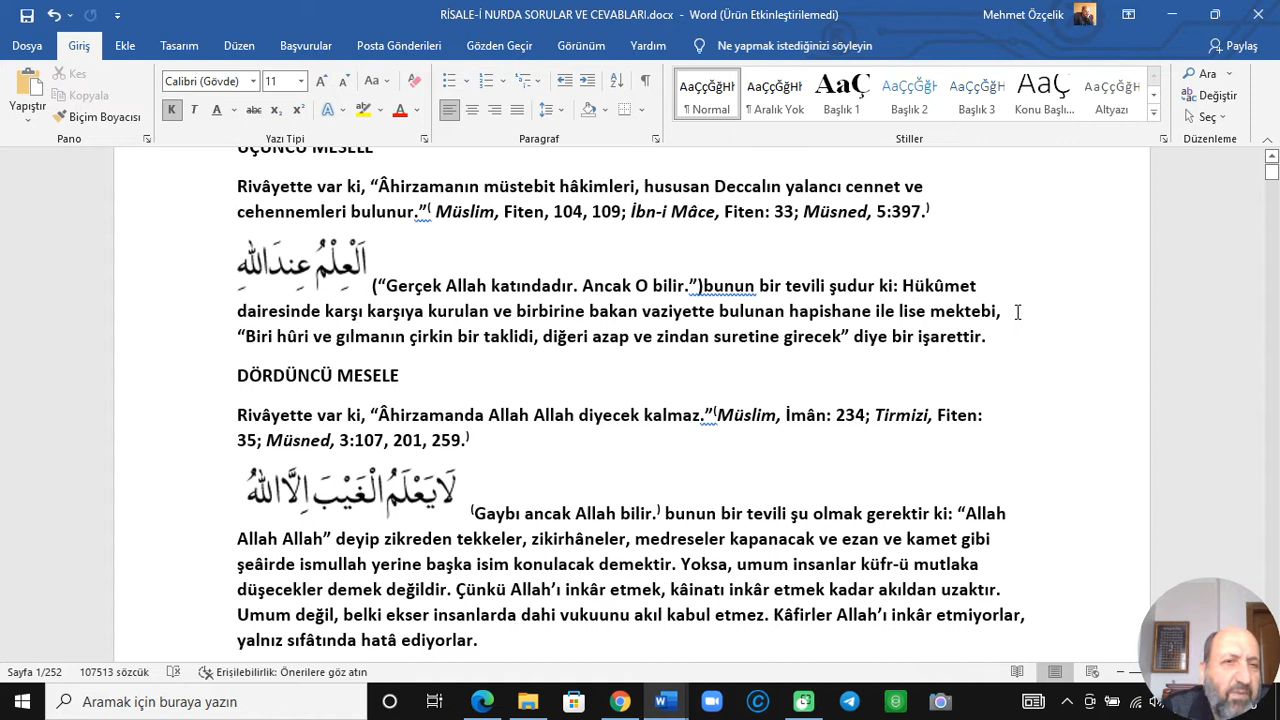 RİSALE-İ NURDA SORULAR VE CEVABLARI.docx - Word (Ürün Etkinleştirilemedi)
Mehmet Özçelik
Dosya Giriş Ekle Tasarım Düzen Başvurular Posta Gönderileri Gözden Geçir Görünüm Yardım Ne yapmak istediğinizi söyleyin Paylaş
Yapıştır
Kes
Kopyala
Biçim Boyacısı
Pano
Calibri (Gövde) 11
Yazı Tipi
Paragraf
AaÇçĞğH
¶ Normal
AaÇçĞğH
¶ Aralık Yok
AaÇ
Başlık 1
AaÇçĞğl
Başlık 2
AaÇçĞğH
Başlık 3
AaÇ
Konu Başlı...
AaÇçĞğH
Altyazı
Stiller
Ara
Değiştir
Seç
Düzenleme
ÜÇÜNCÜ MESELE
Rivâyette var ki, “Âhirzamanın müstebit hâkimleri, hususan Deccalın yalancı cennet ve
cehennemleri bulunur.”( Müslim, Fiten, 104, 109; İbn-i Mâce, Fiten: 33; Müsned, 5:397.)
اَلْعِلْمُ عِندَاللهِ (“Gerçek Allah katındadır. Ancak O bilir.”)bunun bir tevili şudur ki: Hükûmet
dairesinde karşı karşıya kurulan ve birbirine bakan vaziyette bulunan hapishane ile lise mektebi,
“Biri hûri ve gılmanın çirkin bir taklidi, diğeri azap ve zindan suretine girecek” diye bir işarettir.
DÖRDÜNCÜ MESELE
Rivâyette var ki, “Âhirzamanda Allah Allah diyecek kalmaz.”(Müslim, İmân: 234; Tirmizi, Fiten:
35; Müsned, 3:107, 201, 259.)
لَا يَعْلَمُ الْغَيْبَ اِلَّا اللهُ (Gaybı ancak Allah bilir.) bunun bir tevili şu olmak gerektir ki: “Allah
Allah Allah” deyip zikreden tekkeler, zikirhâneler, medreseler kapanacak ve ezan ve kamet gibi
şeâirde ismullah yerine başka isim konulacak demektir. Yoksa, umum insanlar küfr-ü mutlaka
düşecekler demek değildir. Çünkü Allah’ı inkâr etmek, kâinatı inkâr etmek kadar akıldan uzaktır.
Umum değil, belki ekser insanlarda dahi vukuunu akıl kabul etmez. Kâfirler Allah’ı inkâr etmiyorlar,
yalnız sıfâtında hatâ ediyorlar.
Sayfa 1/252 107513 sözcük Erişilebilirlik: Önerilere göz atın
Aramak için buraya yazın